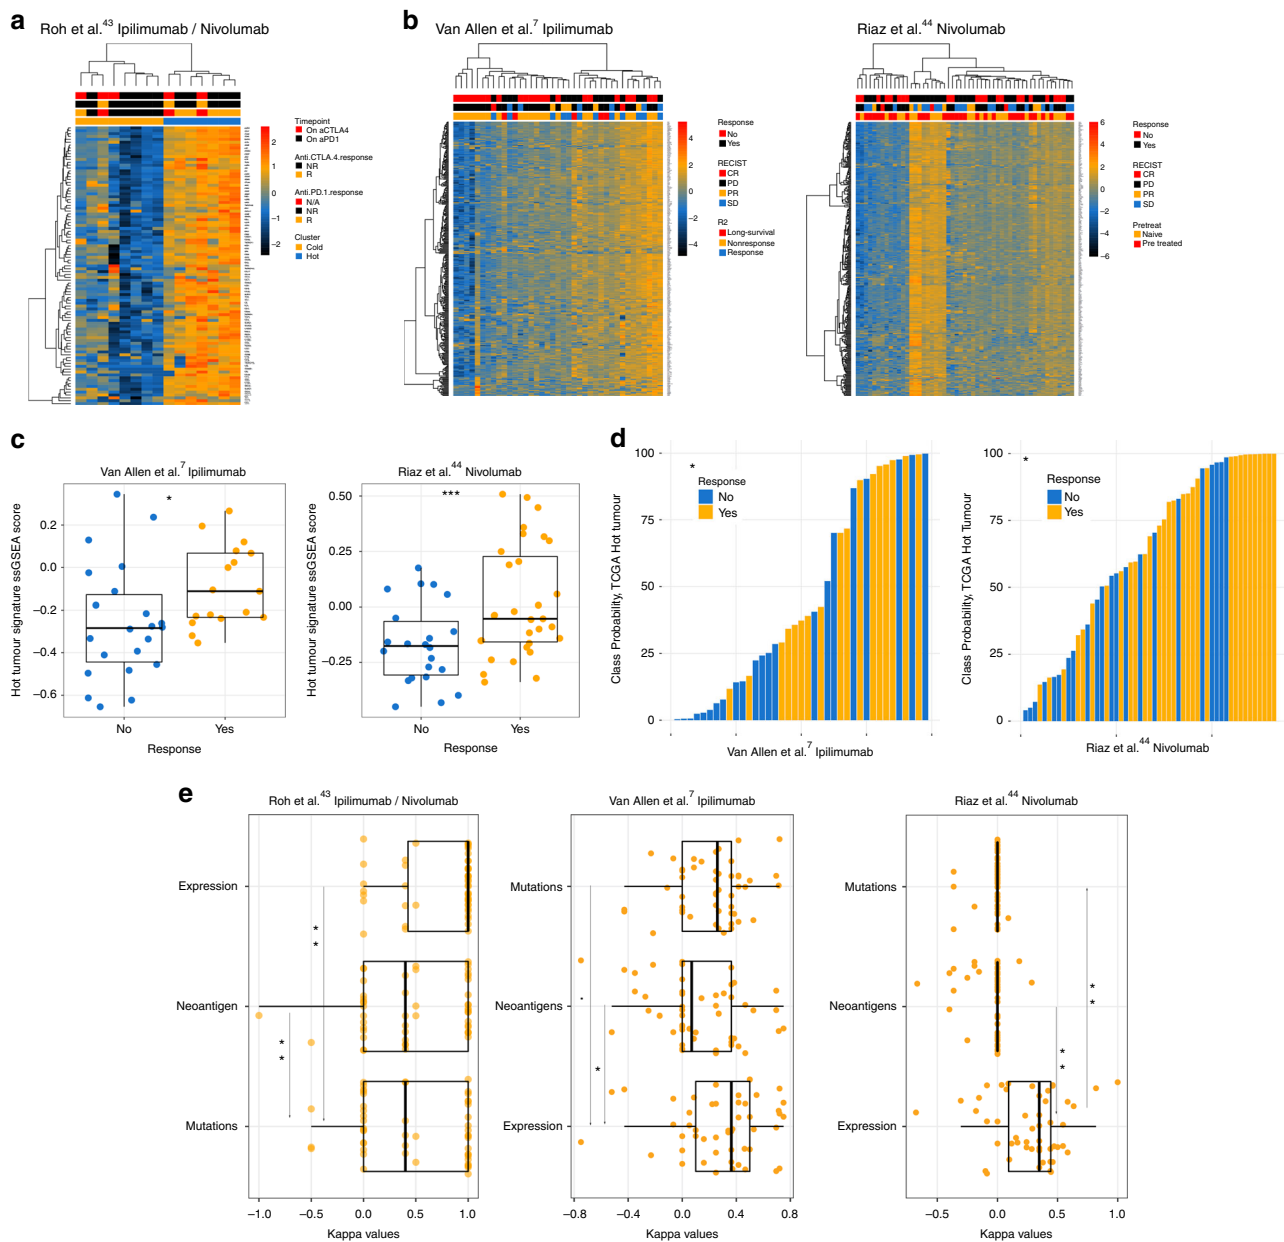 a
Roh et al.43 Ipilimumab / Nivolumab
Timepoint
On aCTLA4
On aPD1
Anti.CTLA.4.response
NR
R
Anti.PD.1.response
N/A
NR
R
Cluster
Cold
Hot
2
1
0
−1
−2
b
Van Allen et al.7 Ipilimumab
Response
No
Yes
RECIST
CR
PD
PR
SD
R2
Long-survival
Nonresponse
Response
4
2
0
−2
−4
Riaz et al.44 Nivolumab
Response
No
Yes
RECIST
CR
PD
PR
SD
Pretreat
Naive
Pre treated
6
4
2
0
−2
−4
−6
c
Van Allen et al.7 Ipilimumab
Hot tumour signature ssGSEA score
0.2
0.0
−0.2
−0.4
−0.6
*
No
Yes
Response
Riaz et al.44 Nivolumab
Hot tumour signature ssGSEA score
0.50
0.25
0.00
−0.25
***
No
Yes
Response
d
Class Probability, TCGA Hot tumour
100
75
50
25
0
*
Response
No
Yes
Van Allen et al.7 Ipilimumab
Class Probability, TCGA Hot Tumour
100
75
50
25
0
*
Response
No
Yes
Riaz et al.44 Nivolumab
e
Roh et al.43 Ipilimumab / Nivolumab
Expression
Neoantigen
Mutations
*
*
*
*
−1.0
−0.5
0.0
0.5
1.0
Kappa values
Van Allen et al.7 Ipilimumab
Mutations
Neoantigens
Expression
*
−0.8
−0.4
0.0
0.4
0.8
Kappa values
Riaz et al.44 Nivolumab
Mutations
Neoantigens
Expression
*
*
*
*
−0.5
0.0
0.5
1.0
Kappa values